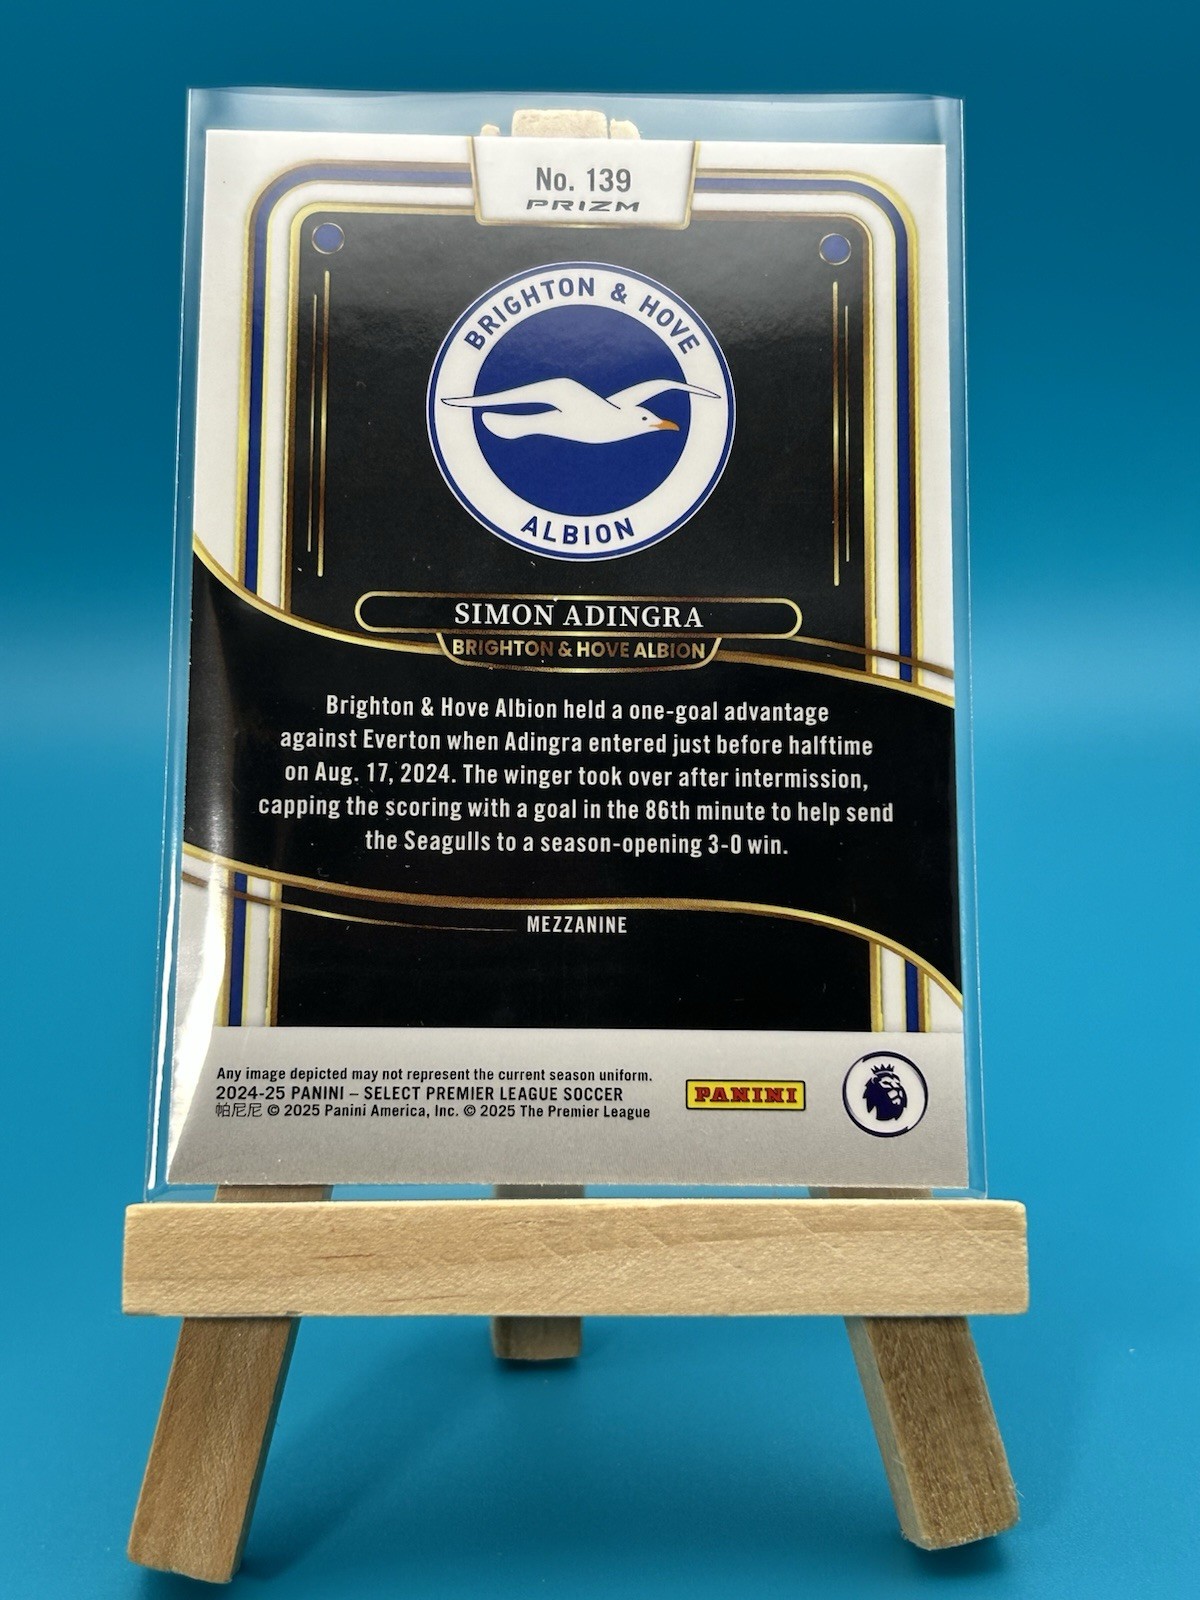 No. 139
PRIZM
BRIGHTON & HOVE
ALBION
SIMON ADINGRA
BRIGHTON & HOVE ALBION
Brighton & Hove Albion held a one-goal advantage
against Everton when Adingra entered just before halftime
on Aug. 17, 2024. The winger took over after intermission,
capping the scoring with a goal in the 86th minute to help send
the Seagulls to a season-opening 3-0 win.
MEZZANINE
Any image depicted may not represent the current season uniform.
2024-25 PANINI – SELECT PREMIER LEAGUE SOCCER
帕尼尼 © 2025 Panini America, Inc. © 2025 The Premier League
PANINI